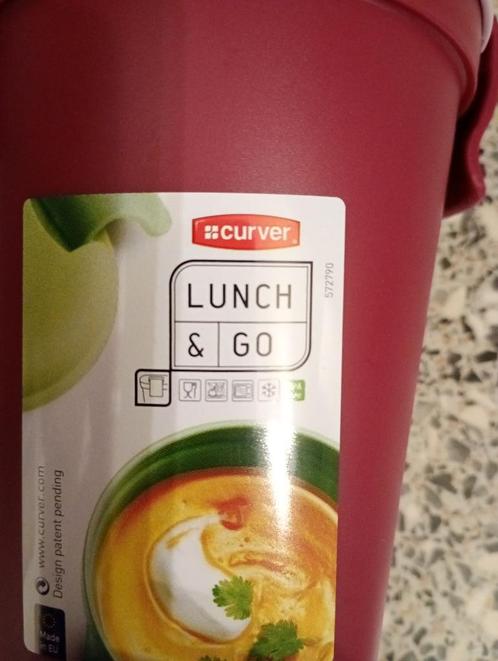 curver
572790
LUNCH
& GO
www.curver.com
Design patent pending
Made
in EU